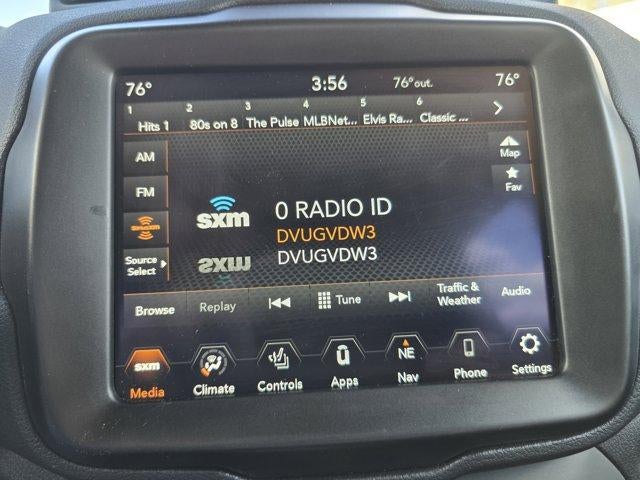 76° 3:56 76°out. 76°
1 2 3 4 5 6
Hits 1 80s on 8 The Pulse MLBNet... Elvis Ra... Classic ...
AM
Map
FM
Fav
sxm
0 RADIO ID
SiriusXM
DVUGVDW3
DVUGVDW3
sxm
Source
Select
Browse Replay Tune Traffic &
Weather Audio
sxm NE
Media Climate Controls Apps Nav Phone Settings